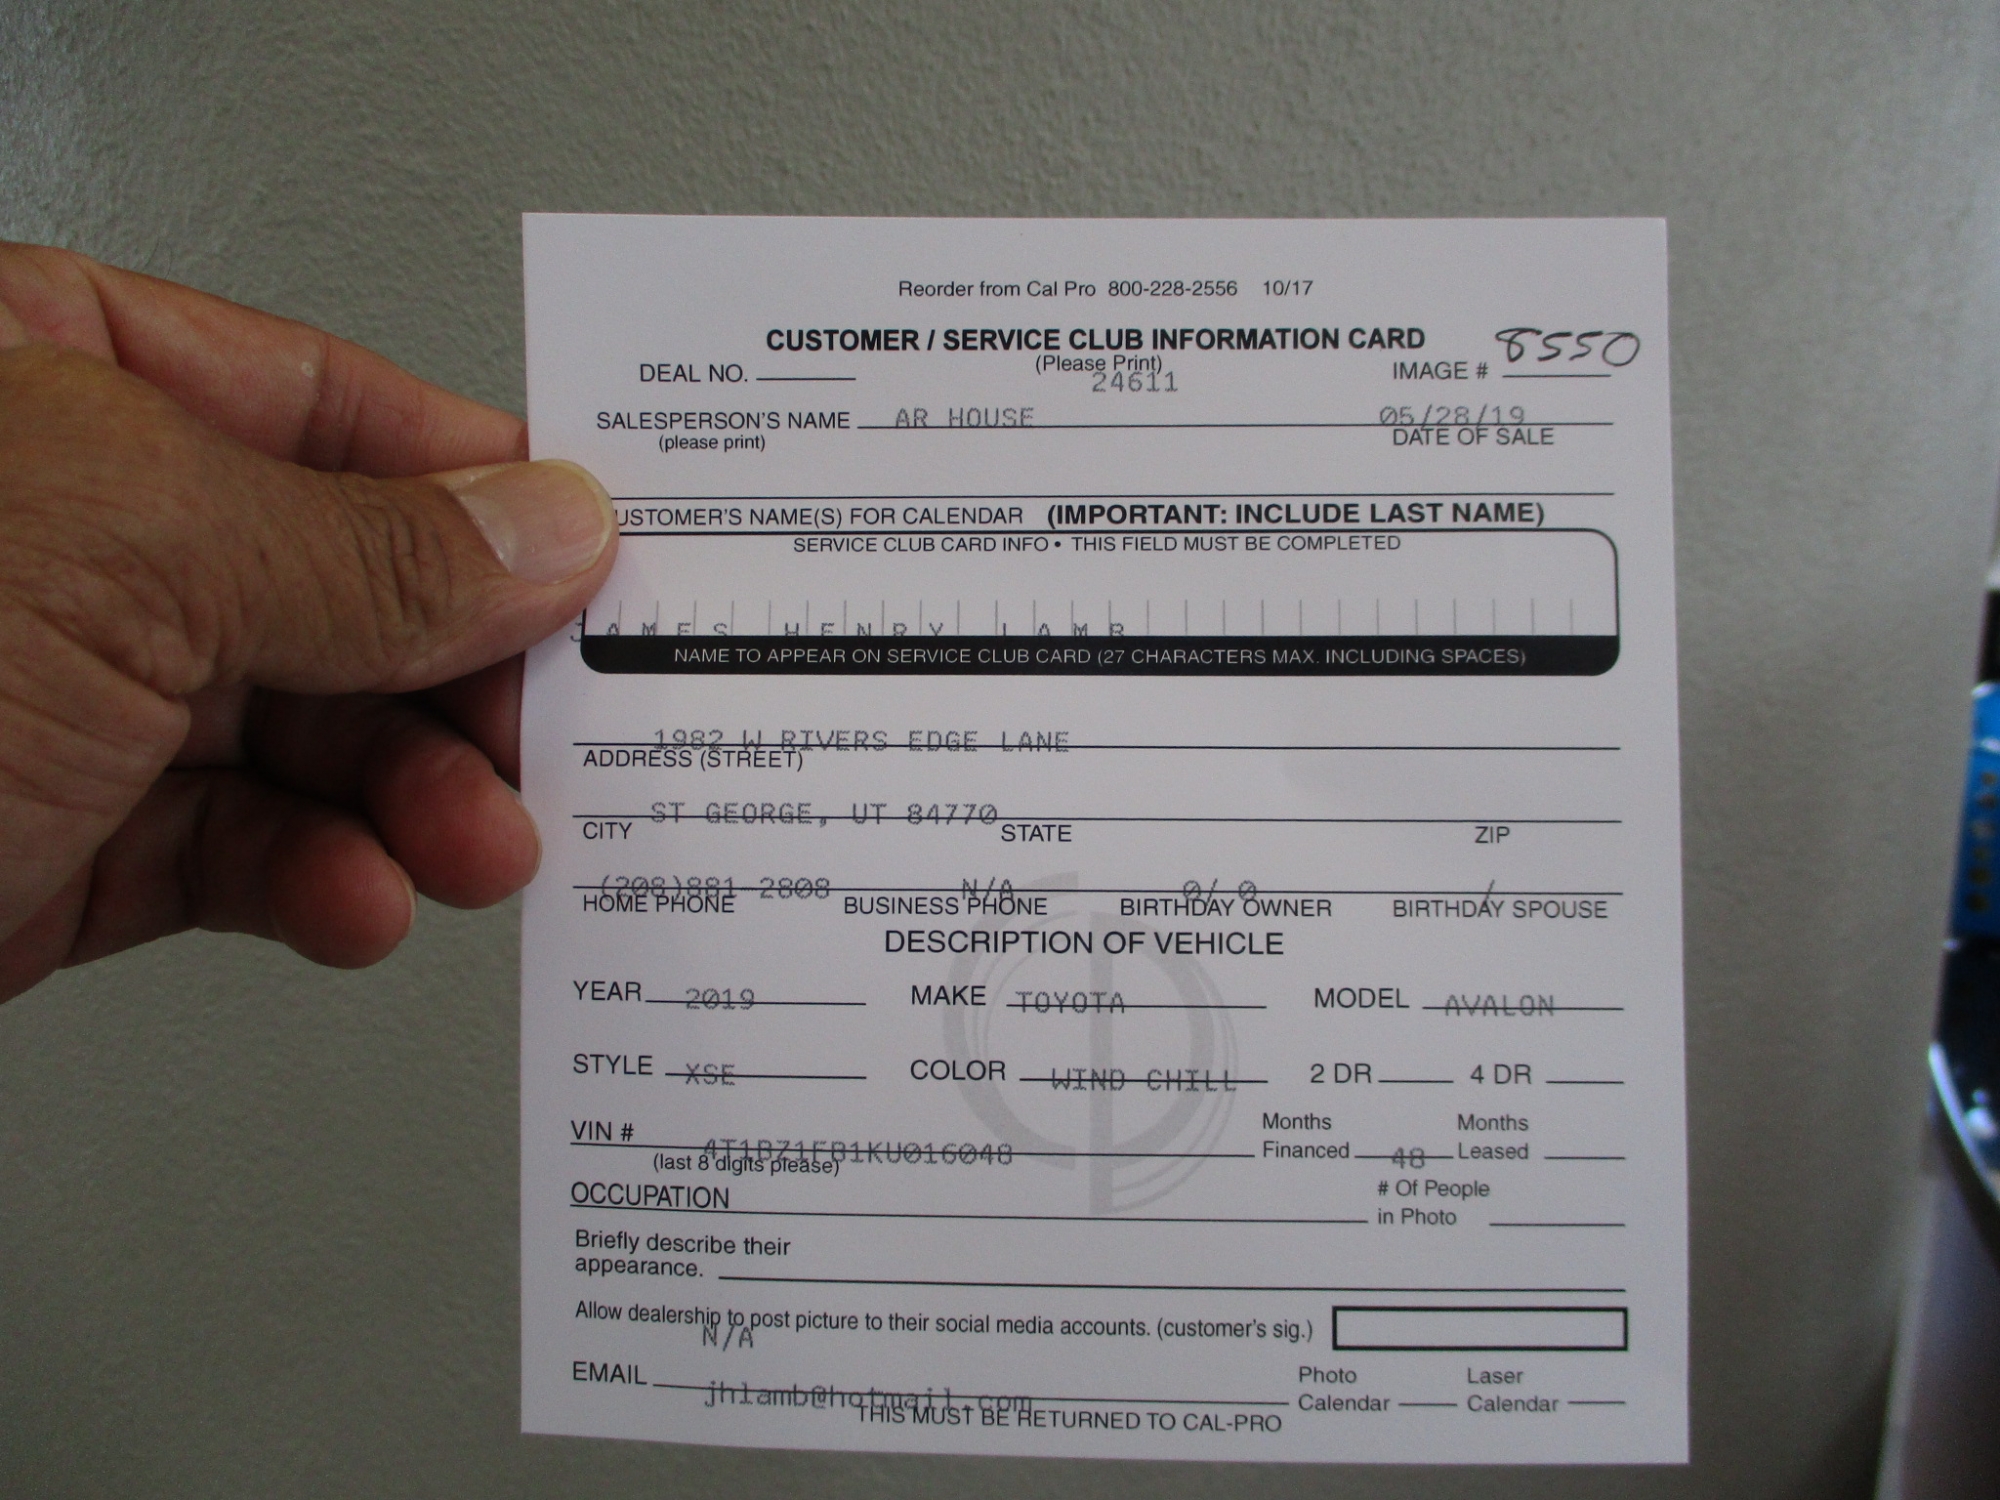 Reorder from Cal Pro 800-228-2556 10/17
CUSTOMER / SERVICE CLUB INFORMATION CARD 8550
DEAL NO. (Please Print) IMAGE #
24611
SALESPERSON'S NAME AR HOUSE 05/28/19
(please print) DATE OF SALE
USTOMER'S NAME(S) FOR CALENDAR (IMPORTANT: INCLUDE LAST NAME)
SERVICE CLUB CARD INFO • THIS FIELD MUST BE COMPLETED
JAMES HENRY LAMB
NAME TO APPEAR ON SERVICE CLUB CARD (27 CHARACTERS MAX. INCLUDING SPACES)
1982 W RIVERS EDGE LANE
ADDRESS (STREET)
ST GEORGE, UT 84770
CITY STATE ZIP
(208)881-2808 N/A 0/ 0 /
HOME PHONE BUSINESS PHONE BIRTHDAY OWNER BIRTHDAY SPOUSE
DESCRIPTION OF VEHICLE
YEAR 2019 MAKE TOYOTA MODEL AVALON
STYLE XSE COLOR WIND CHILL 2 DR 4 DR
VIN # 4T1BZ1FB1KU016048 Months Financed 48 Months Leased
(last 8 digits please)
OCCUPATION # Of People in Photo
Briefly describe their
appearance.
Allow dealership to post picture to their social media accounts. (customer's sig.)
N/A
EMAIL jhlamb@hotmail.com Photo Calendar Laser Calendar
THIS MUST BE RETURNED TO CAL-PRO